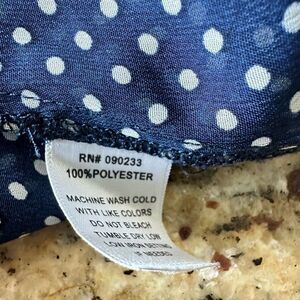 RN# 090233
100%POLYESTER
MACHINE WASH COLD
WITH LIKE COLORS
DO NOT BLEACH
TUMBLE DRY LOW
LOW IRON SETTING
IF NEEDED